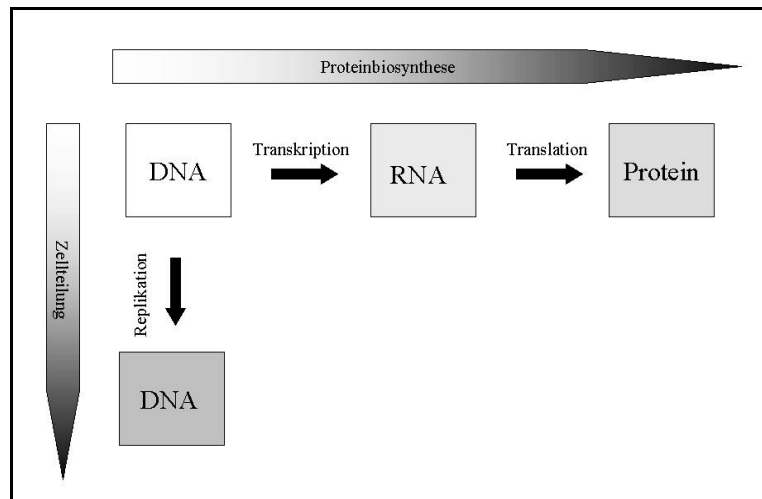 Proteinbiosynthese
Transkription
Translation
DNA
RNA
Protein
Zellteilung
Replikation
DNA